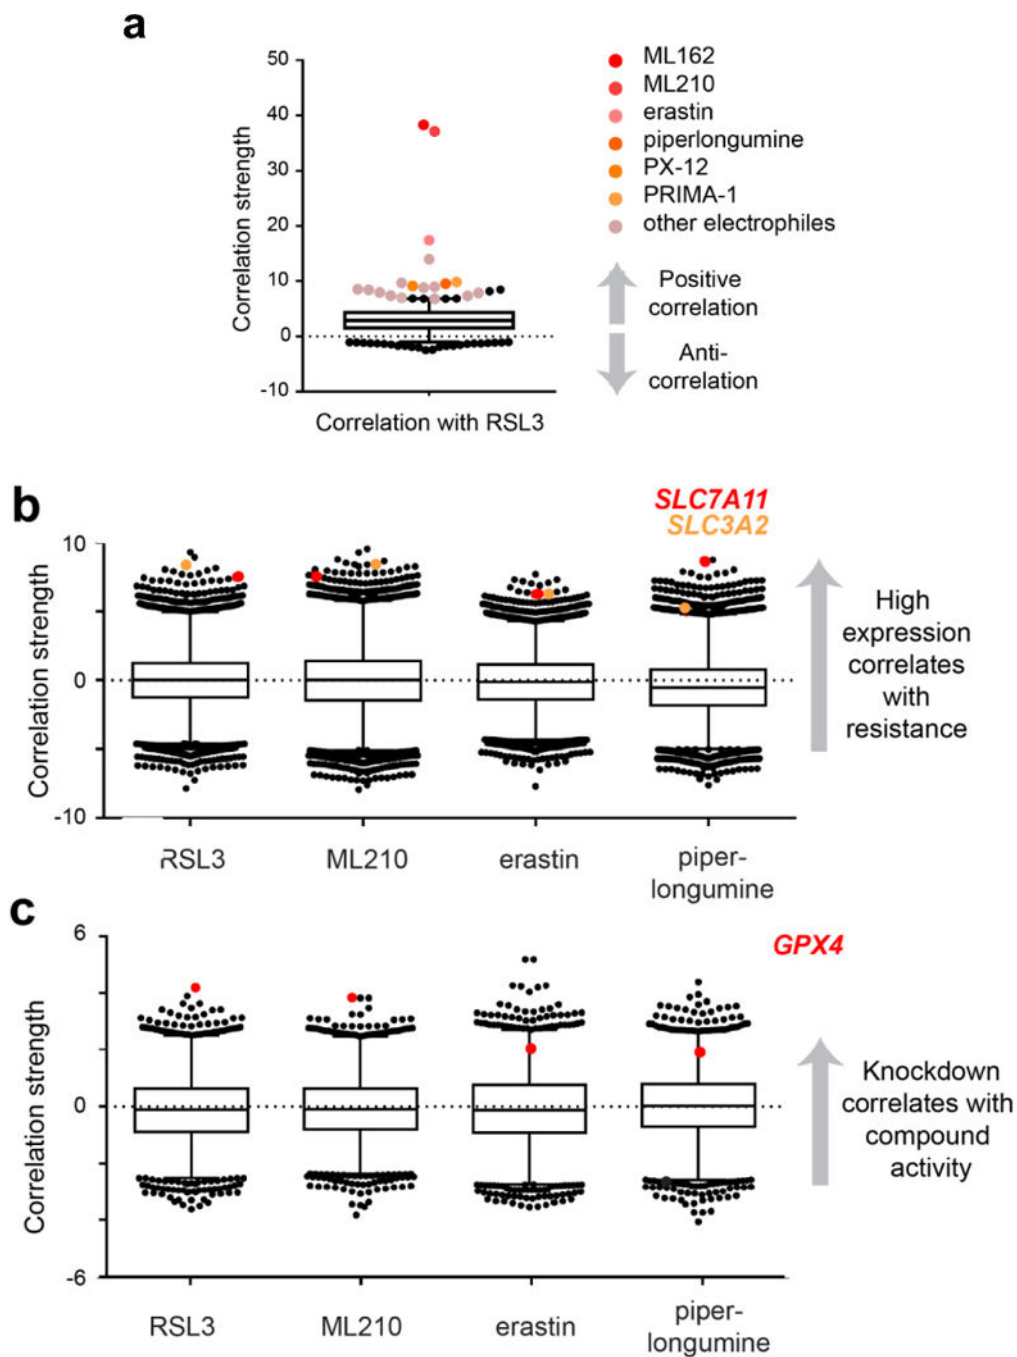 a
50
40
30
20
10
0
-10
Correlation strength
Correlation with RSL3
ML162
ML210
erastin
piperlongumine
PX-12
PRIMA-1
other electrophiles
Positive
correlation
Anti-
correlation
b
SLC7A11
SLC3A2
10
0
-10
Correlation strength
RSL3
ML210
erastin
piper-
longumine
High
expression
correlates
with
resistance
c
GPX4
6
0
-6
Correlation strength
RSL3
ML210
erastin
piper-
longumine
Knockdown
correlates with
compound
activity